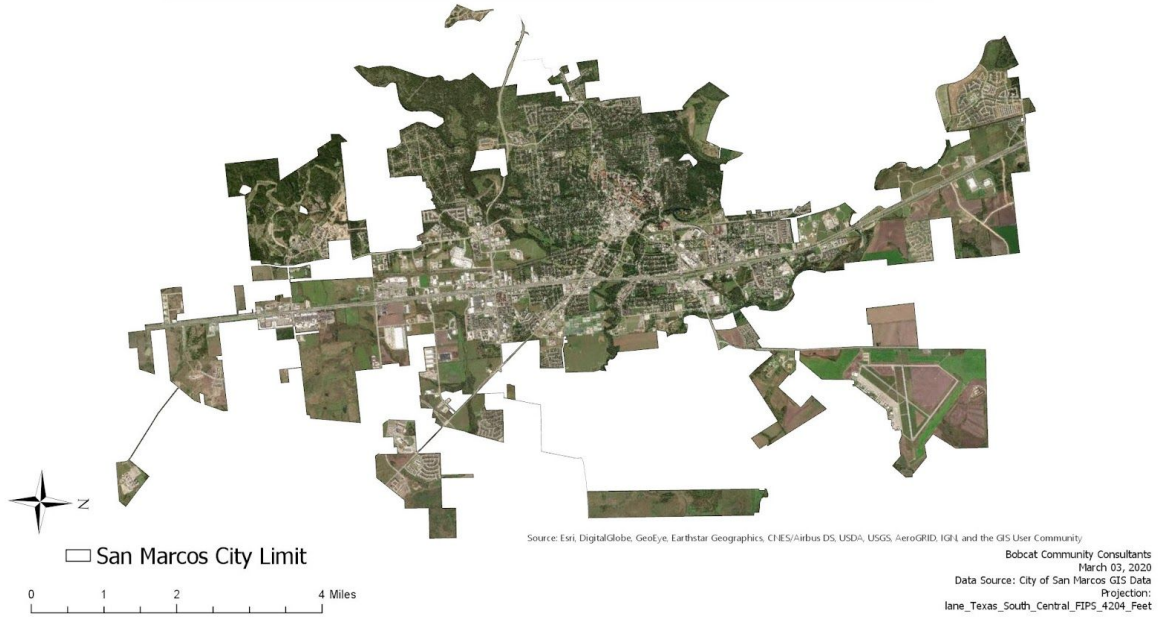 N
Source: Esri, DigitalGlobe, GeoEye, Earthstar Geographics, CNES/Airbus DS, USDA, USGS, AeroGRID, IGN, and the GIS User Community
San Marcos City Limit
Bobcat Community Consultants
March 03, 2020
Data Source: City of San Marcos GIS Data
Projection:
lane_Texas_South_Central_FIPS_4204_Feet
0 1 2 4 Miles